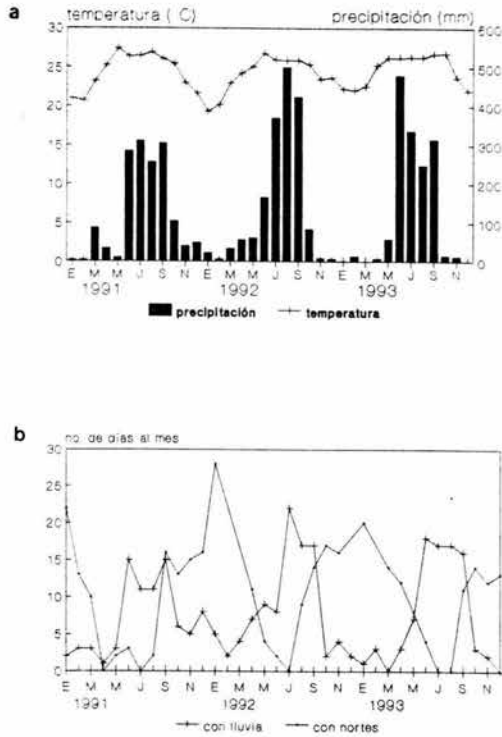 a
temperatura (°C) precipitación (mm)
30 600
25 500
20 400
15 300
10 200
5 100
0 0
E M M J S N E M M J S N E M M J S N
1991 1992 1993
precipitación temperatura
b
no. de días al mes
30
25
20
15
10
5
0
E M M J S N E M M J S N E M M J S N
1991 1992 1993
con lluvia con nortes